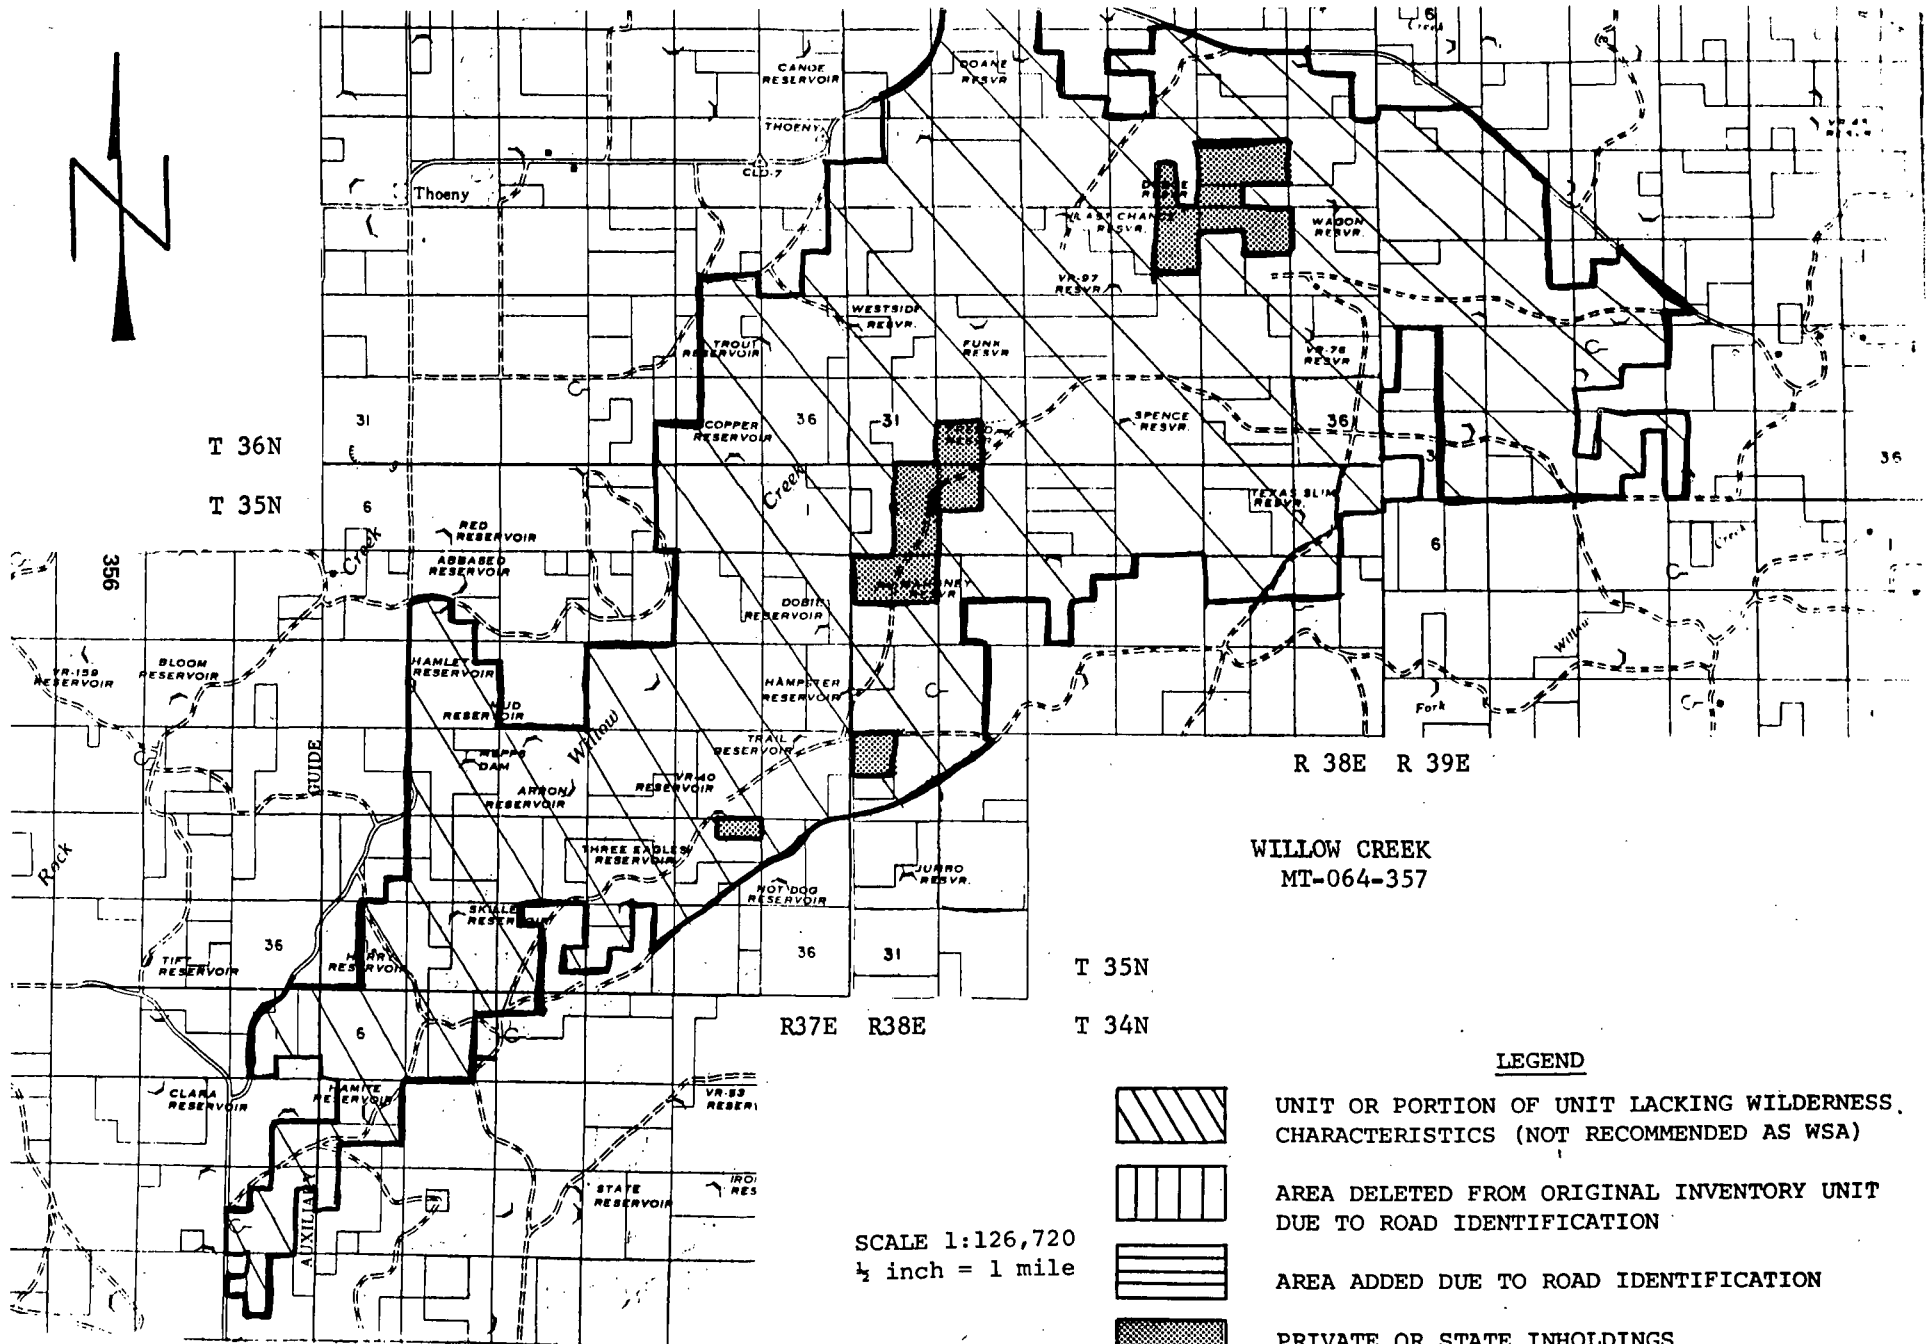 6
Creek
CANOE
RESERVOIR
DOANE
RESVR
THOENY
CLD-7
Thoeny
LAST CHANCE
RESVR.
WAGON
RESVR.
VR-97
RESVR
WESTSIDE
RESVR.
TROUT
RESERVOIR
FUNK
RESVR
VR-76
RESVR
31
36
31
COPPER
RESERVOIR
SPENCE
RESVR.
36
36
T 36N
Creek
T 35N
6
TEXAS SLIM
RESVR
RED
RESERVOIR
Creek
356
ABBASED
RESERVOIR
6
DOBIE
RESERVOIR
VR-159
RESERVOIR
BLOOM
RESERVOIR
HAMLET
RESERVOIR
HAMPSTER
RESERVOIR
Willow
Fork
MUD
RESERVOIR
Willow
TRAIL
RESERVOIR
GUIDE
DAM
VR-40
RESERVOIR
ARRON
RESERVOIR
R 38E R 39E
THREE EAGLES
RESERVOIR
Rock
WILLOW CREEK
MT-064-357
JUMBO
RESVR.
HOT DOG
RESERVOIR
36
TIFT
RESERVOIR
HARRY
RESERVOIR
36
31
T 35N
R37E R38E
T 34N
6
CLARA
RESERVOIR
HAMITE
RESERVOIR
VR-53
STATE
RESERVOIR
AUXILIARY
SCALE 1:126,720
½ inch = 1 mile
LEGEND
UNIT OR PORTION OF UNIT LACKING WILDERNESS
CHARACTERISTICS (NOT RECOMMENDED AS WSA)
AREA DELETED FROM ORIGINAL INVENTORY UNIT
DUE TO ROAD IDENTIFICATION
AREA ADDED DUE TO ROAD IDENTIFICATION
PRIVATE OR STATE INHOLDINGS